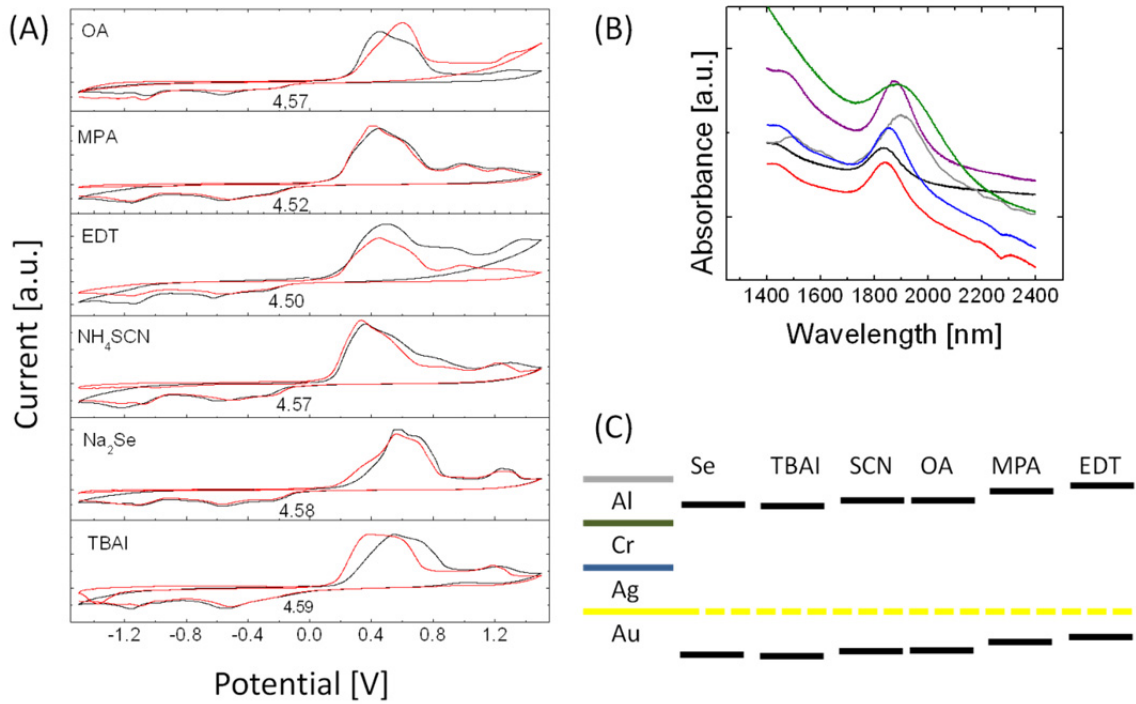 (A)
OA
4.57
MPA
4.52
EDT
4.50
NH₄SCN
4.57
Na₂Se
4.58
TBAI
4.59
-1.2 -0.8 -0.4 0.0 0.4 0.8 1.2
Potential [V]
Current [a.u.]
(B)
Absorbance [a.u.]
1400 1600 1800 2000 2200 2400
Wavelength [nm]
(C)
Se TBAI SCN OA MPA EDT
Al
Cr
Ag
Au